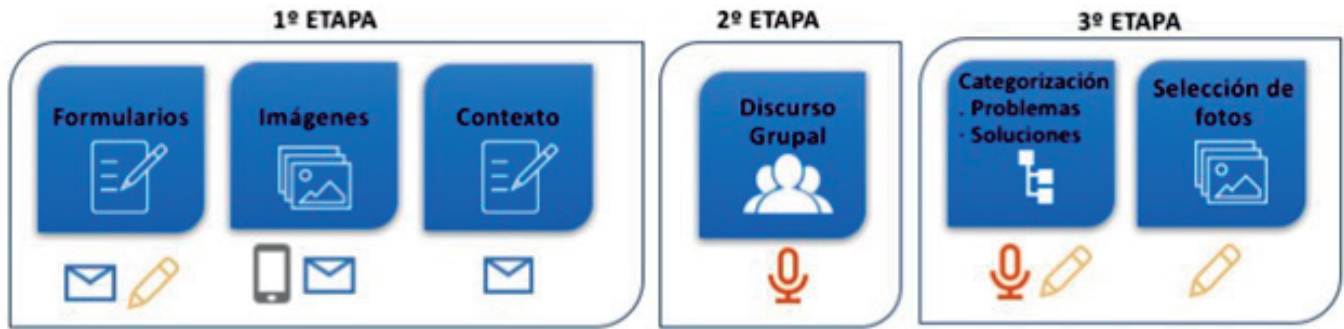 1º ETAPA
Formularios
Imágenes
Contexto
2º ETAPA
Discurso
Grupal
3º ETAPA
Categorización
. Problemas
· Soluciones
Selección de
fotos